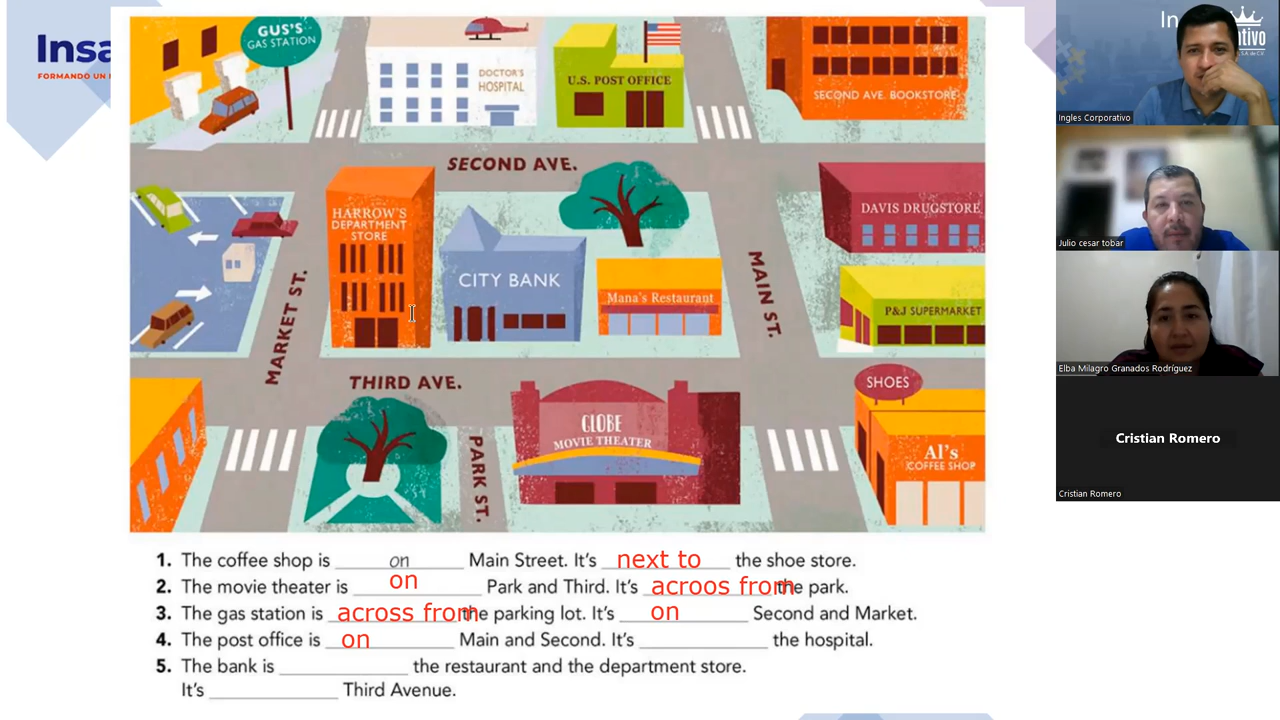 Insa
FORMANDO UN
GUS'S
GAS STATION
DOCTOR'S
HOSPITAL
U.S. POST OFFICE
SECOND AVE. BOOKSTORE
SECOND AVE.
HARROW'S
DEPARTMENT
STORE
CITY BANK
Mana's Restaurant
DAVIS DRUGSTORE
P&J SUPERMARKET
MARKET ST.
MAIN ST.
THIRD AVE.
PARK ST.
GLOBE
MOVIE THEATER
SHOES
Al's
COFFEE SHOP
1. The coffee shop is on Main Street. It's next to the shoe store.
2. The movie theater is on Park and Third. It's acroos from the park.
3. The gas station is across from the parking lot. It's on Second and Market.
4. The post office is on Main and Second. It's ____ the hospital.
5. The bank is ____ the restaurant and the department store.
It's ____ Third Avenue.
Ingles Corporativo
Julio cesar tobar
Elba Milagro Granados Rodríguez
Cristian Romero
Cristian Romero